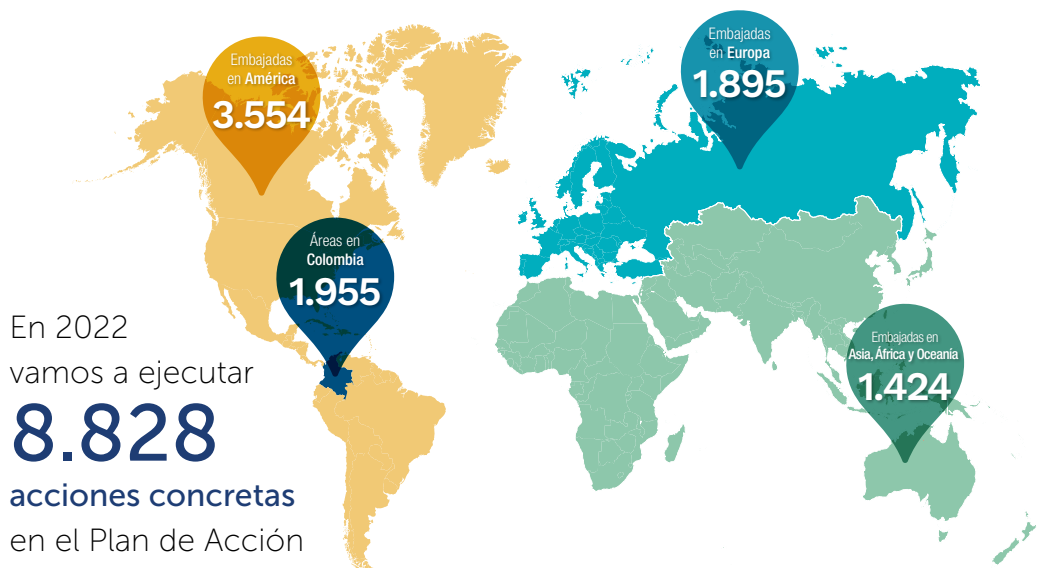 Embajadas
en América
3.554
Embajadas
en Europa
1.895
Áreas en
Colombia
1.955
Embajadas en
Asia, África y Oceanía
1.424
En 2022
vamos a ejecutar
8.828
acciones concretas
en el Plan de Acción